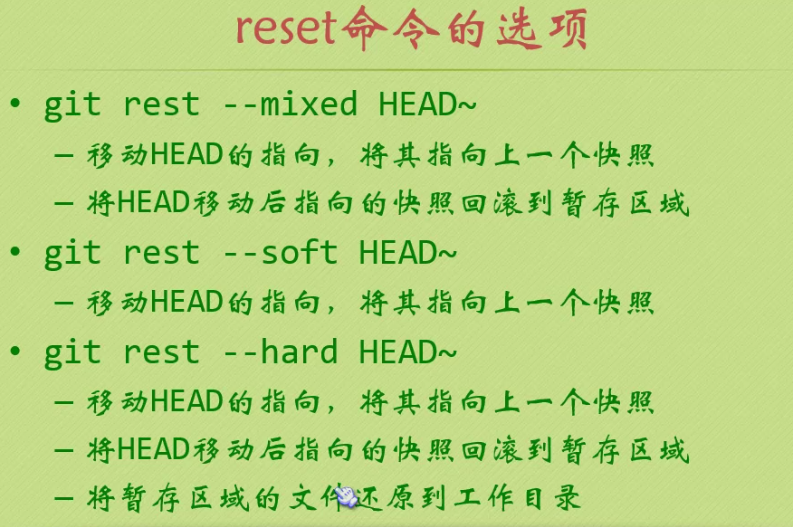 reset命令的选项
• git rest --mixed HEAD~
– 移动HEAD的指向，将其指向上一个快照
– 将HEAD移动后指向的快照回滚到暂存区域
• git rest --soft HEAD~
– 移动HEAD的指向，将其指向上一个快照
• git rest --hard HEAD~
– 移动HEAD的指向，将其指向上一个快照
– 将HEAD移动后指向的快照回滚到暂存区域
– 将暂存区域的文件还原到工作目录